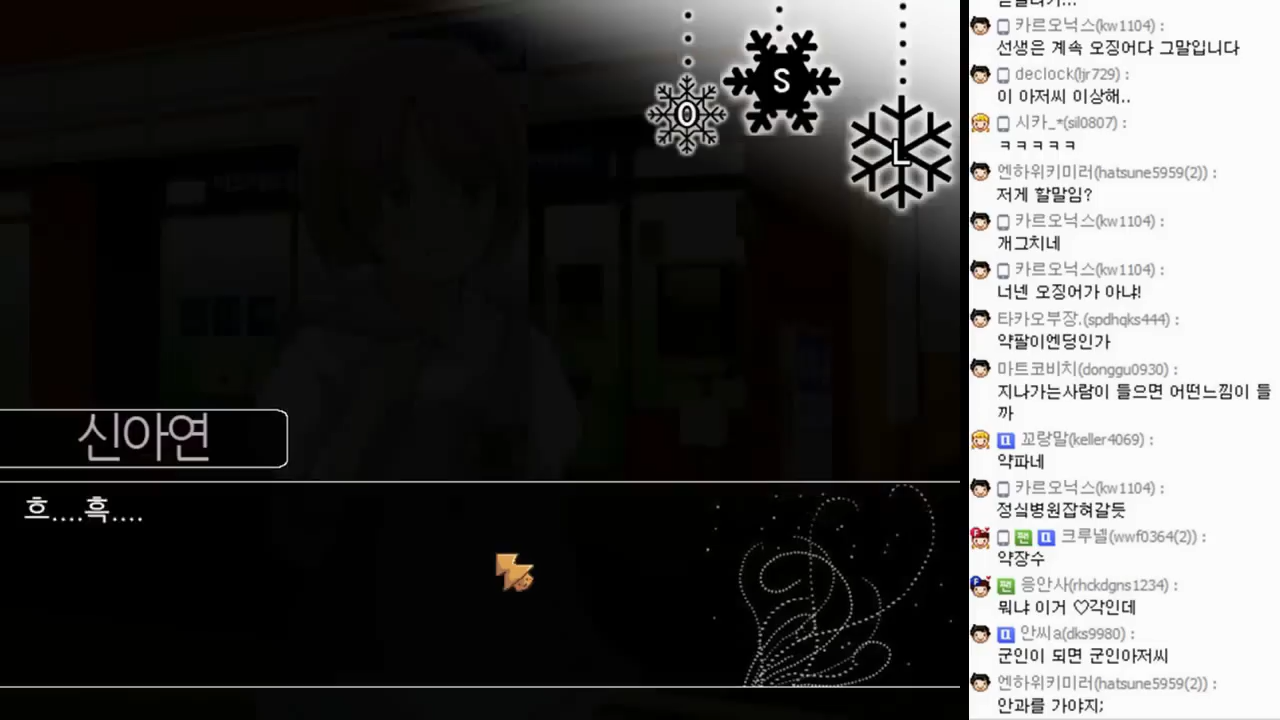 O
S
L
신아연
흐....흑....
카르오닉스(kw1104) :
선생은 계속 오징어다 그말입니다
declock(ljr729) :
이 아저씨 이상해..
시카_*(sil0807) :
ㅋㅋㅋㅋㅋ
엔하위키미러(hatsune5959(2)) :
저게 할말임?
카르오닉스(kw1104) :
개그치네
카르오닉스(kw1104) :
너넨 오징어가 아냐!
타카오부장.(spdhqks444) :
약팔이엔딩인가
마트코비치(donggu0930) :
지나가는사람이 들으면 어떤느낌이 들
까
꼬랑말(keller4069) :
약파네
카르오닉스(kw1104) :
정싴병원잡혀갈듯
팬
크루넬(wwf0364(2)) :
약장수
팬
응안사(rhckdgns1234) :
뭐냐 이거 ♡각인데
안씨a(dks9980) :
군인이 되면 군인아저씨
엔하위키미러(hatsune5959(2)) :
안과를 가야지;